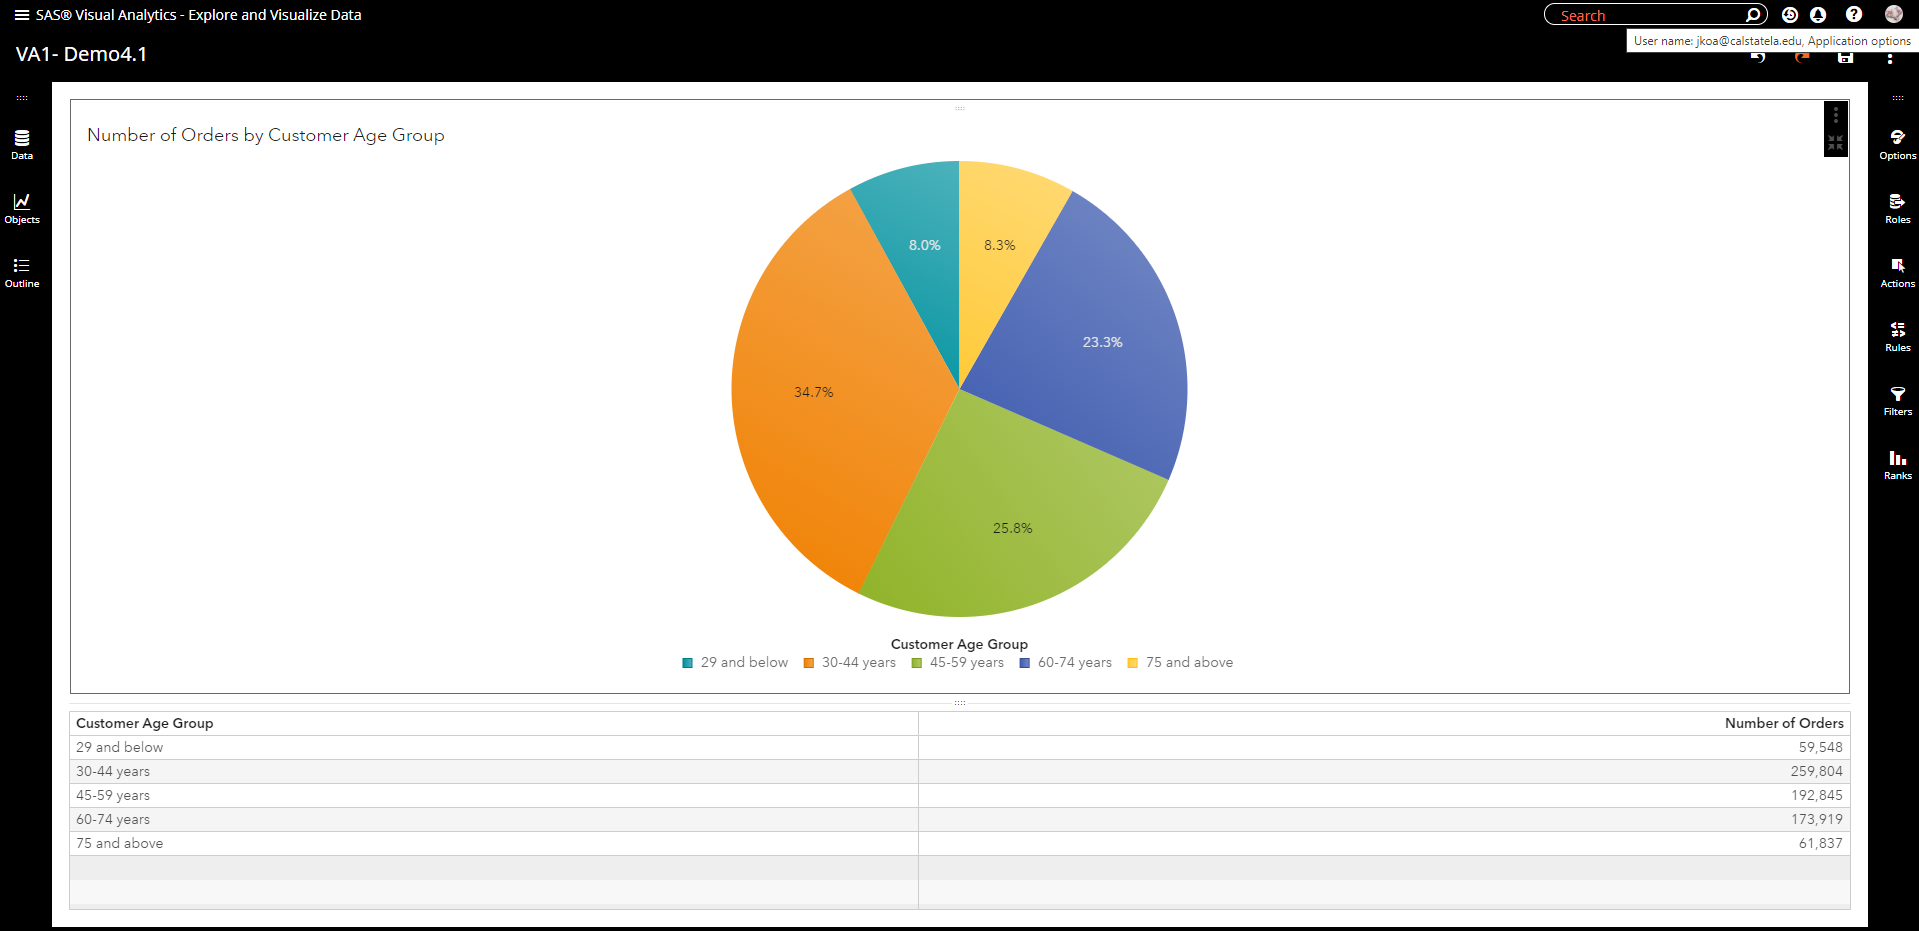 SAS® Visual Analytics - Explore and Visualize Data
Search
User name: jkoa@calstatela.edu, Application options
VA1- Demo4.1
Data
Objects
Outline
Number of Orders by Customer Age Group
8.0%
8.3%
23.3%
34.7%
25.8%
Customer Age Group
29 and below 30-44 years 45-59 years 60-74 years 75 and above
Options
Roles
Actions
Rules
Filters
Ranks
Customer Age Group Number of Orders
29 and below 59,548
30-44 years 259,804
45-59 years 192,845
60-74 years 173,919
75 and above 61,837